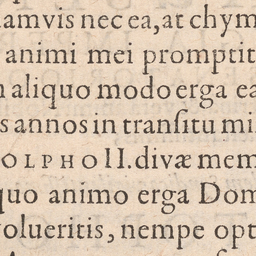 amvis nec ea, at chym
animi mei promptit
aliquo modo erga ea
s annos in tranſitu mi
OLPHO II. divæ mem
quo animo erga Dom
olueritis, nempe opt